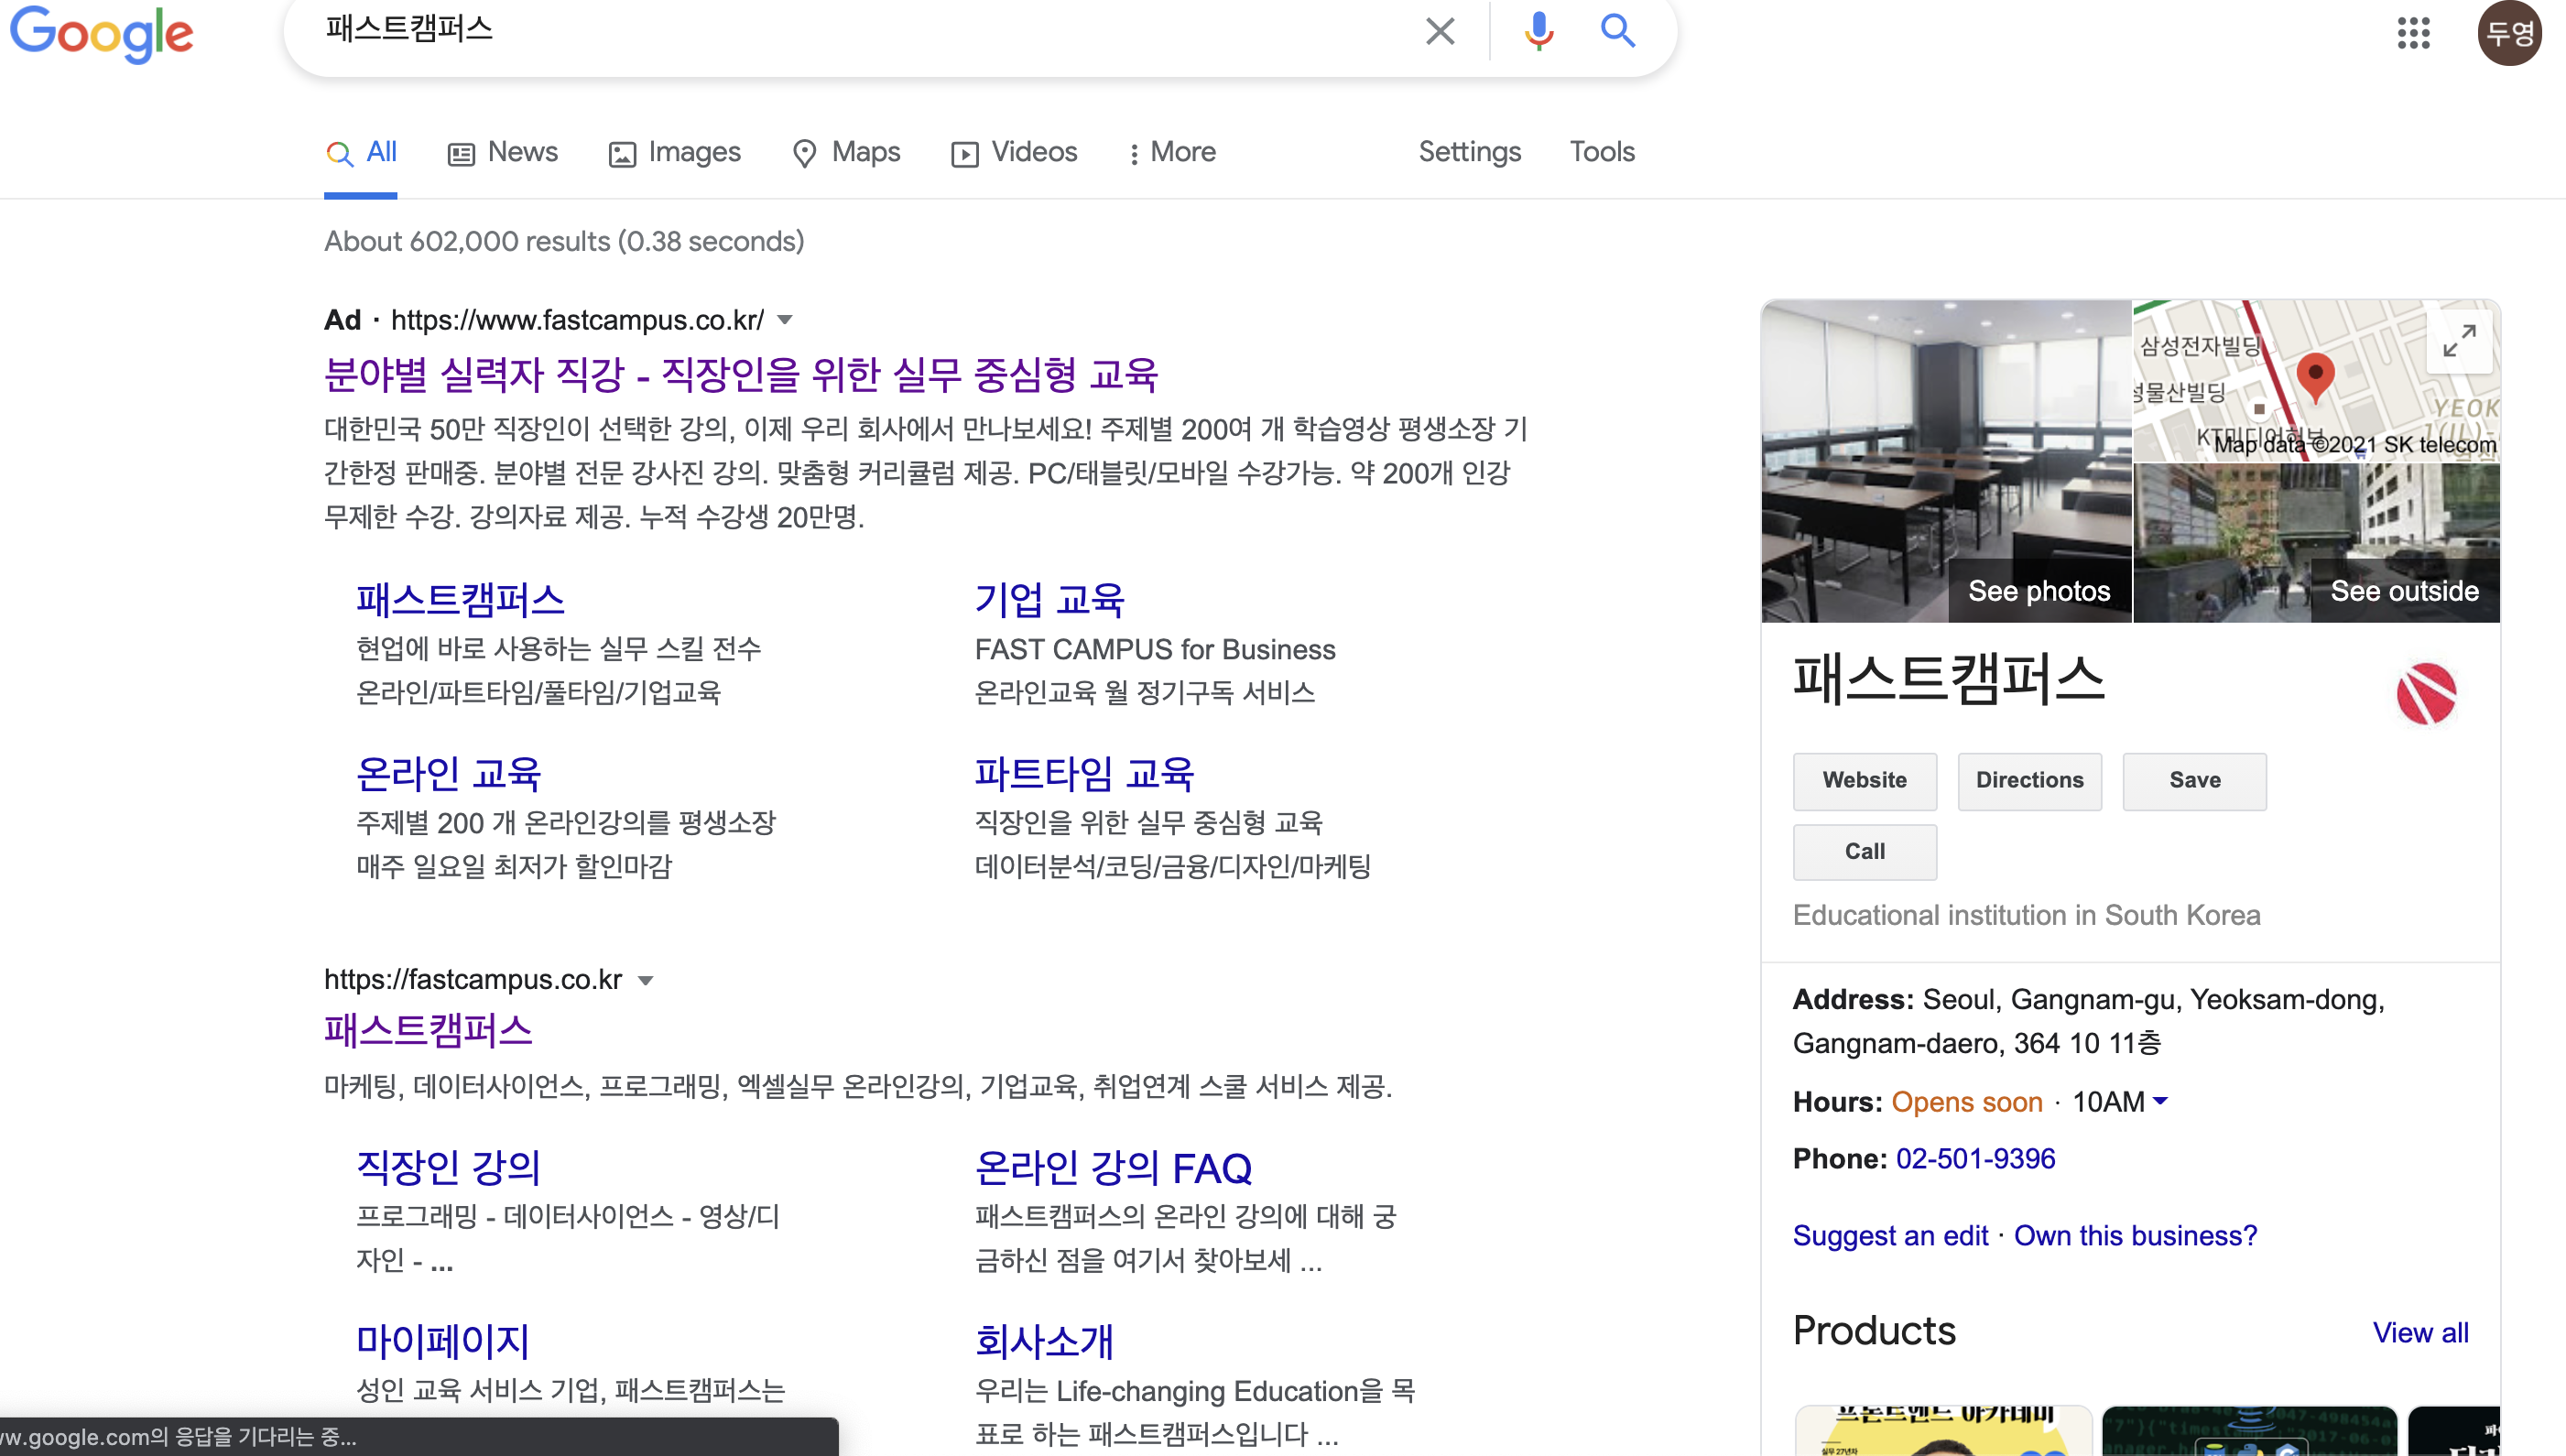 Google
패스트캠퍼스
두영
All
News
Images
Maps
Videos
More
Settings
Tools
About 602,000 results (0.38 seconds)
Ad · https://www.fastcampus.co.kr/
분야별 실력자 직강 - 직장인을 위한 실무 중심형 교육
대한민국 50만 직장인이 선택한 강의, 이제 우리 회사에서 만나보세요! 주제별 200여 개 학습영상 평생소장 기
간한정 판매중. 분야별 전문 강사진 강의. 맞춤형 커리큘럼 제공. PC/태블릿/모바일 수강가능. 약 200개 인강
무제한 수강. 강의자료 제공. 누적 수강생 20만명.
패스트캠퍼스
현업에 바로 사용하는 실무 스킬 전수
온라인/파트타임/풀타임/기업교육
기업 교육
FAST CAMPUS for Business
온라인교육 월 정기구독 서비스
온라인 교육
주제별 200 개 온라인강의를 평생소장
매주 일요일 최저가 할인마감
파트타임 교육
직장인을 위한 실무 중심형 교육
데이터분석/코딩/금융/디자인/마케팅
https://fastcampus.co.kr
패스트캠퍼스
마케팅, 데이터사이언스, 프로그래밍, 엑셀실무 온라인강의, 기업교육, 취업연계 스쿨 서비스 제공.
직장인 강의
프로그래밍 - 데이터사이언스 - 영상/디
자인 - ...
온라인 강의 FAQ
패스트캠퍼스의 온라인 강의에 대해 궁
금하신 점을 여기서 찾아보세 ...
마이페이지
성인 교육 서비스 기업, 패스트캠퍼스는
회사소개
우리는 Life-changing Education을 목
표로 하는 패스트캠퍼스입니다 ...
w.google.com의 응답을 기다리는 중...
삼성전자빌딩
성물산빌딩
KT미디어허브
YEOK
Map data ©2021 SK telecom
See photos
See outside
패스트캠퍼스
Website
Directions
Save
Call
Educational institution in South Korea
Address: Seoul, Gangnam-gu, Yeoksam-dong,
Gangnam-daero, 364 10 11층
Hours: Opens soon · 10AM
Phone: 02-501-9396
Suggest an edit · Own this business?
Products
View all
프론트엔드 아카데미
실무 27년차